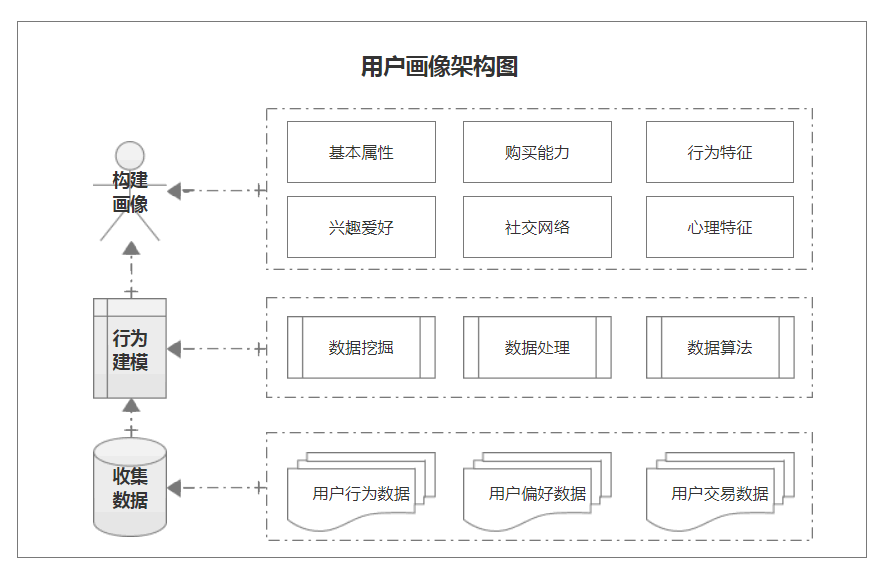 用户画像架构图
基本属性
购买能力
行为特征
构建
画像
兴趣爱好
社交网络
心理特征
行为
建模
数据挖掘
数据处理
数据算法
收集
数据
用户行为数据
用户偏好数据
用户交易数据